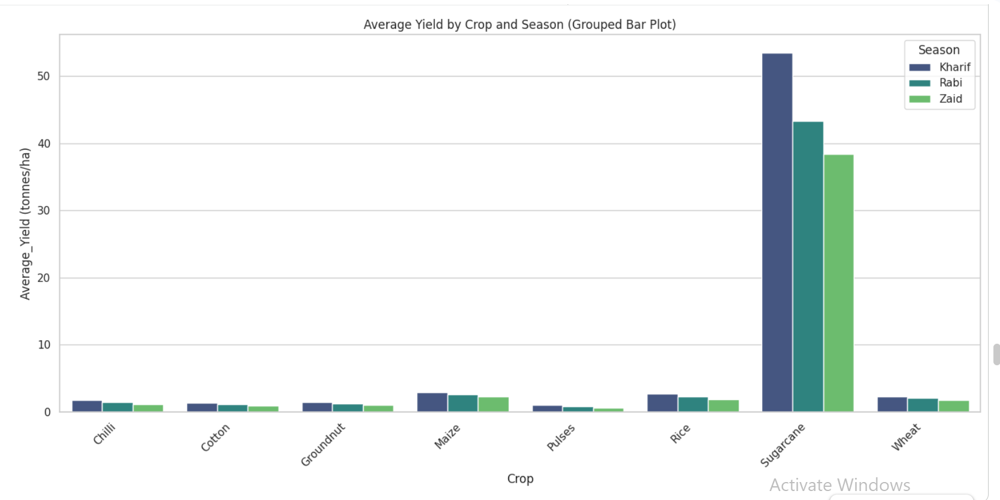 Average Yield by Crop and Season (Grouped Bar Plot)
Season
Kharif
Rabi
Zaid
Average_Yield (tonnes/ha)
50
40
30
20
10
0
Chilli
Cotton
Groundnut
Maize
Pulses
Rice
Sugarcane
Wheat
Crop
Activate Windows